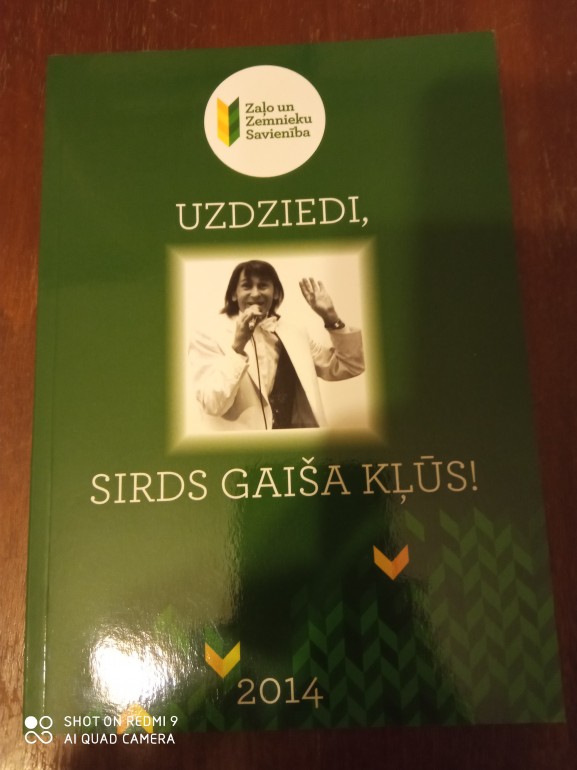 Zaļo un
Zemnieku
Savienība
UZDZIEDI,
SIRDS GAIŠA KĻŪS!
2014
SHOT ON REDMI 9
AI QUAD CAMERA